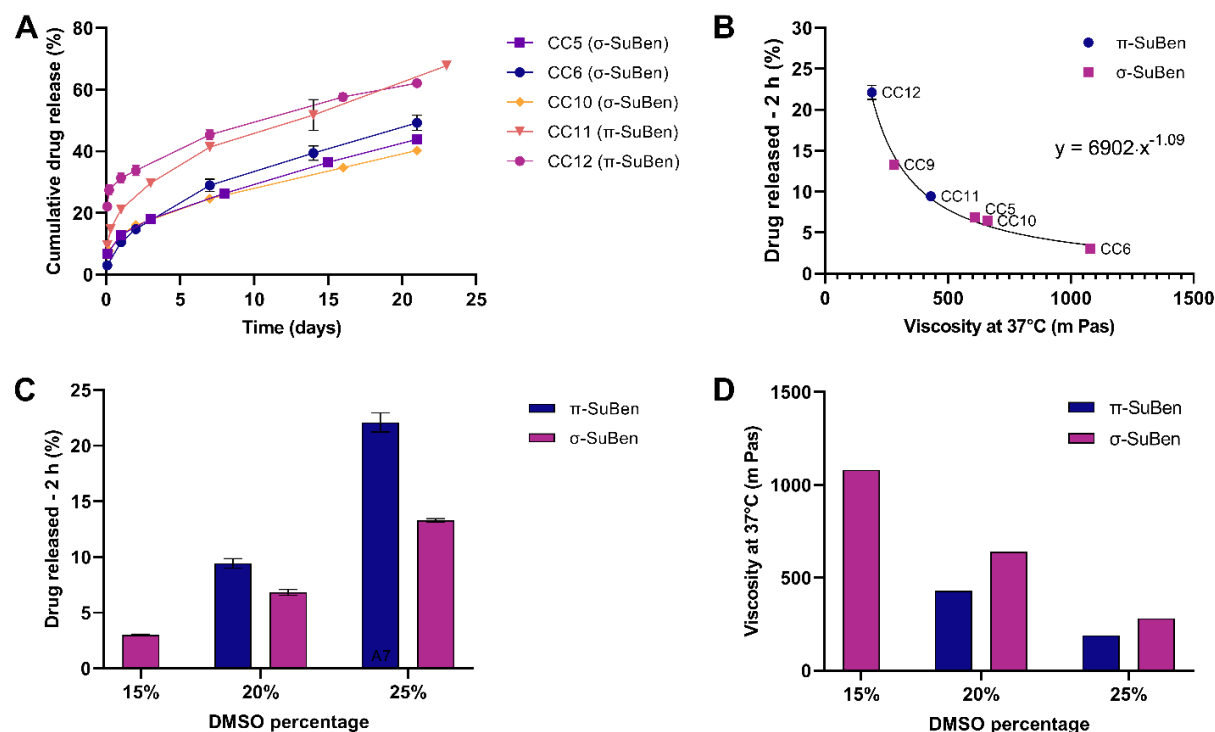 A
Cumulative drug release (%)
80
60
40
20
0
0
5
10
15
20
25
Time (days)
CC5 (σ-SuBen)
CC6 (σ-SuBen)
CC10 (σ-SuBen)
CC11 (π-SuBen)
CC12 (π-SuBen)
B
Drug released - 2 h (%)
30
25
20
15
10
5
0
0
500
1000
1500
Viscosity at 37°C (m Pas)
π-SuBen
σ-SuBen
CC12
CC9
CC11
CC5
CC10
CC6
y = 6902·x^-1.09
C
Drug released - 2 h (%)
25
20
15
10
5
0
A7
15%
20%
25%
DMSO percentage
π-SuBen
σ-SuBen
D
Viscosity at 37°C (m Pas)
1500
1000
500
0
15%
20%
25%
DMSO percentage
π-SuBen
σ-SuBen